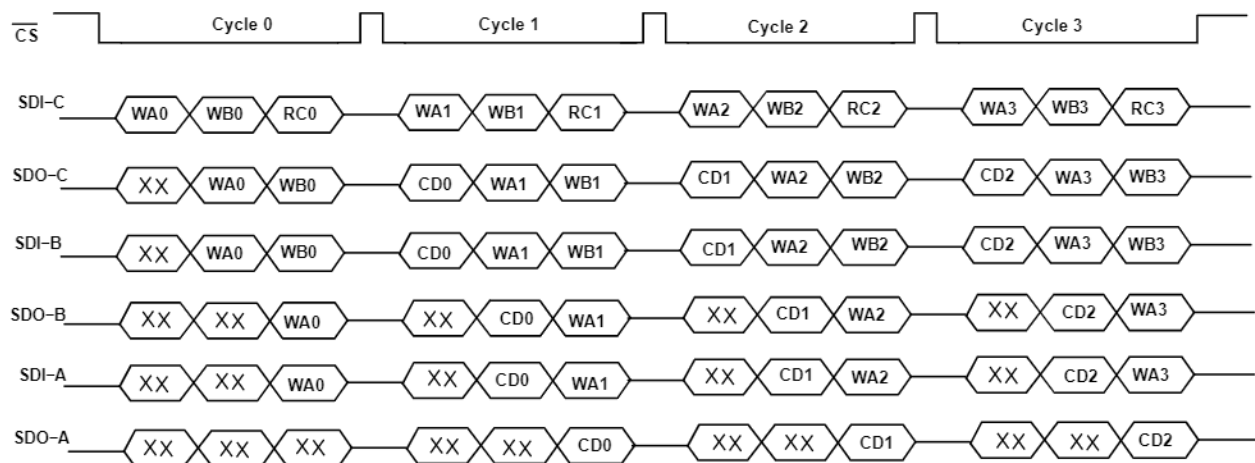 Cycle 0 Cycle 1 Cycle 2 Cycle 3
CS
SDI-C WA0 WB0 RC0 WA1 WB1 RC1 WA2 WB2 RC2 WA3 WB3 RC3
SDO-C XX WA0 WB0 CD0 WA1 WB1 CD1 WA2 WB2 CD2 WA3 WB3
SDI-B XX WA0 WB0 CD0 WA1 WB1 CD1 WA2 WB2 CD2 WA3 WB3
SDO-B XX XX WA0 XX CD0 WA1 XX CD1 WA2 XX CD2 WA3
SDI-A XX XX WA0 XX CD0 WA1 XX CD1 WA2 XX CD2 WA3
SDO-A XX XX XX XX XX CD0 XX XX CD1 XX XX CD2